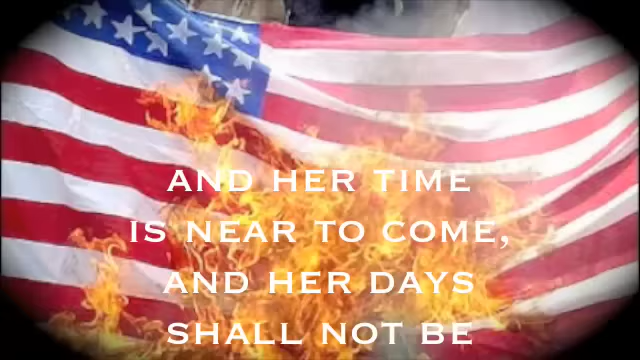 AND HER TIME
IS NEAR TO COME,
AND HER DAYS
SHALL NOT BE